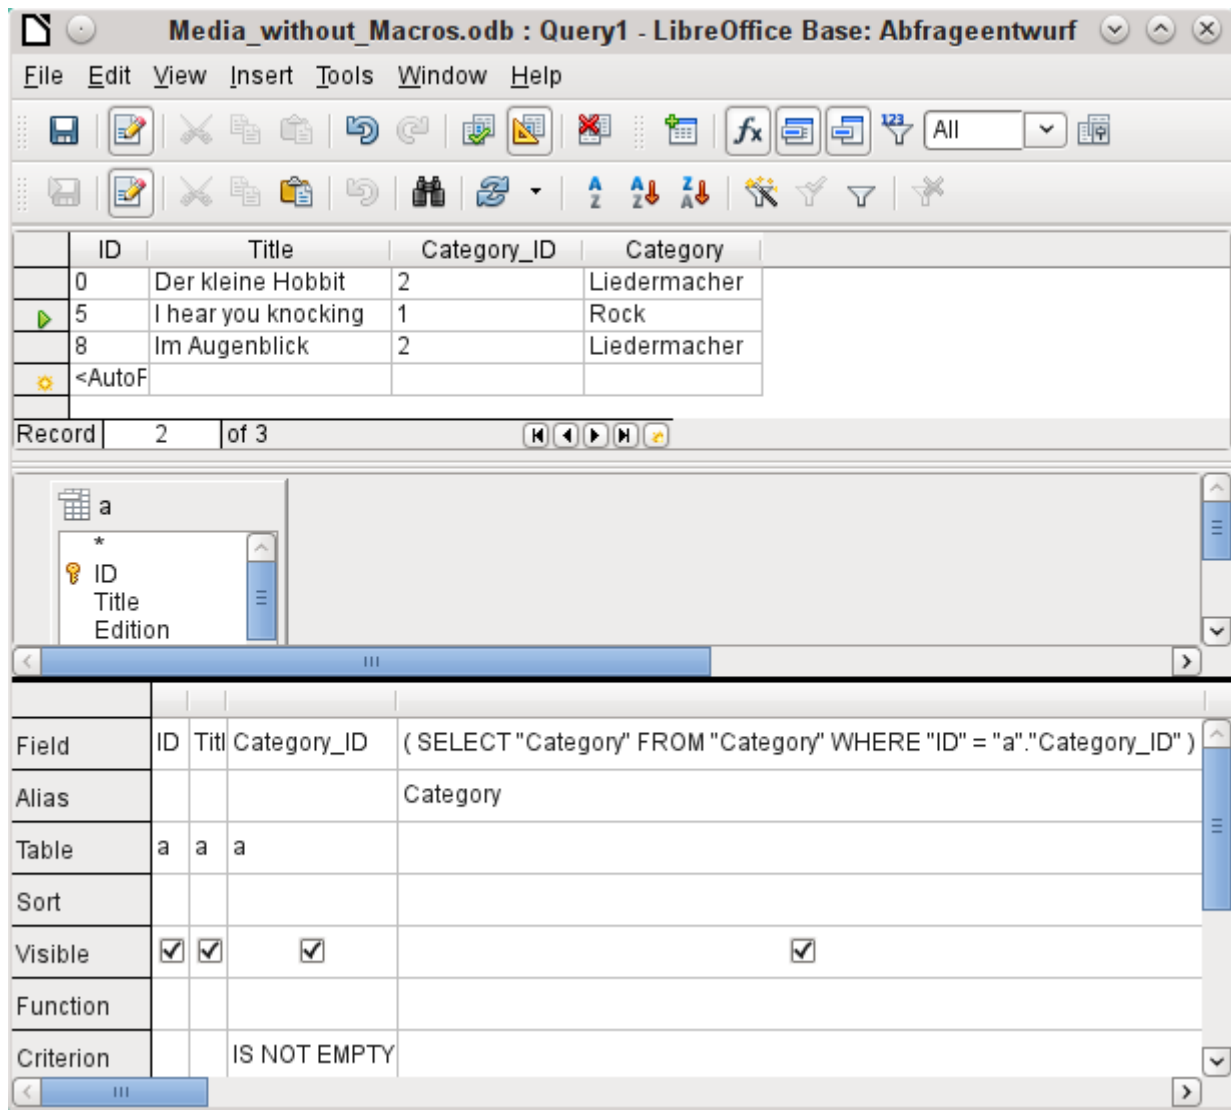 Media_without_Macros.odb : Query1 - LibreOffice Base: Abfrageentwurf
File Edit View Insert Tools Window Help
fx 123 All
A Z A Z Z A
ID Title Category_ID Category
0 Der kleine Hobbit 2 Liedermacher
5 I hear you knocking 1 Rock
8 Im Augenblick 2 Liedermacher
<AutoF
Record 2 of 3
a
*
ID
Title
Edition
Field ID Titl Category_ID ( SELECT "Category" FROM "Category" WHERE "ID" = "a"."Category_ID" )
Alias Category
Table a a a
Sort
Visible
Function
Criterion IS NOT EMPTY